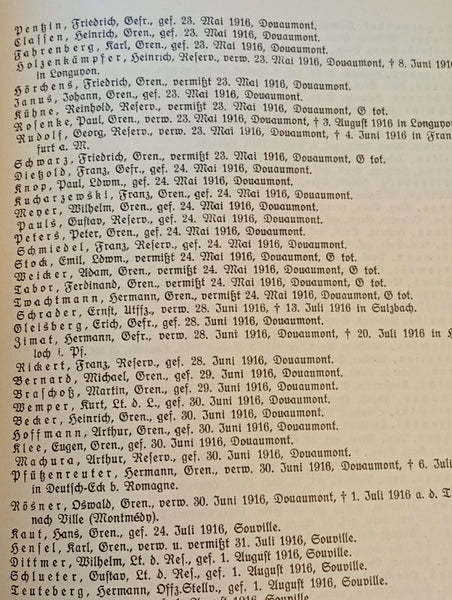 Penßin, Friedrich, Gefr., gef. 23. Mai 1916, Douaumont.
Classen, Heinrich, Gren., gef. 23. Mai 1916, Douaumont.
Fahrenberg, Karl, Gren., gef. 23. Mai 1916, Douaumont.
Holzenkämpfer, Heinrich, Reserv., verw. 23. Mai 1916, Douaumont, † 8. Juni 1916
in Longuyon.
Hörchens, Friedrich, Gren., vermißt 23. Mai 1916, Douaumont.
Janus, Johann, Gren., gef. 23. Mai 1916, Douaumont.
Kühne, Reinhold, Reserv., vermißt 23. Mai 1916, Douaumont, G tot.
Rosenke, Paul, Gren., verw. 23. Mai 1916, Douaumont, † 3. August 1916 in Longuyon
Rudolf, Georg, Reserv., verw. 23. Mai 1916, Douaumont, † 4. Juni 1916 in Frank
furt a. M.
Schwarz, Friedrich, Gren., vermißt 23. Mai 1916, Douaumont, G tot.
Dietzold, Franz, Gefr., gef. 24. Mai 1916, Douaumont.
Knop, Paul, Ldwm., gef. 24. Mai 1916, Douaumont.
Kucharzewski, Franz, Gren., gef. 24. Mai 1916, Douaumont.
Meyer, Wilhelm, Gren., gef. 24. Mai 1916, Douaumont.
Pauls, Gustav, Reserv., gef. 24. Mai 1916, Douaumont.
Peters, Peter, Gren., gef. 24. Mai 1916, Douaumont.
Schmiedel, Franz, Reserv., gef. 24. Mai 1916, Douaumont.
Stock, Emil, Ldwm., vermißt 24. Mai 1916, Douaumont, G tot.
Weicker, Adam, Gren., vermißt 24. Mai 1916, Douaumont, G tot.
Tabor, Ferdinand, Gren., vermißt 24. Mai 1916, Douaumont, G tot.
Twachtmann, Hermann, Gren., vermißt 24. Mai 1916, Douaumont, G tot.
Schrader, Ernst, Utffz., verw. 28. Juni 1916, † 13. Juli 1916 in Sulzbach.
Gleisberg, Erich, Gefr., gef. 28. Juni 1916, Douaumont.
Zimat, Hermann, Gefr., verw. 28. Juni 1916, Douaumont, † 20. Juli 1916 in
loch i. Pf.
Rickert, Franz, Reserv., gef. 28. Juni 1916, Douaumont.
Bernard, Michael, Gren., gef. 29. Juni 1916, Douaumont.
Braschoß, Martin, Gren., gef. 29. Juni 1916, Douaumont.
Wemper, Kurt, Lt. d. L., gef. 30. Juni 1916, Douaumont.
Becker, Heinrich, Gren., gef. 30. Juni 1916, Douaumont.
Hoffmann, Arthur, Gren., gef. 30. Juni 1916, Douaumont.
Klee, Eugen, Gren., gef. 30. Juni 1916, Douaumont.
Machura, Arthur, Reserv., gef. 30. Juni 1916, Douaumont.
Pfützenreuter, Hermann, Gren., verw. 30. Juni 1916, Douaumont, † 6. Juli
in Deutsch-Eck b. Romagne.
Rösner, Oswald, Gren., verw. 30. Juni 1916, Douaumont, † 1. Juli 1916 a. d. T
nach Ville (Montmédy).
Kaut, Hans, Gren., gef. 24. Juli 1916, Souville.
Hensel, Karl, Gren., verw. u. vermißt 31. Juli 1916, Souville.
Dittmer, Wilhelm, Lt. d. Res., gef. 1. August 1916, Souville.
Schlueter, Gustav, Lt. d. Res., gef. 1. August 1916, Souville.
Teuteberg, Hermann, Offz.Stellv., gef. 1. August 1916, Souville.